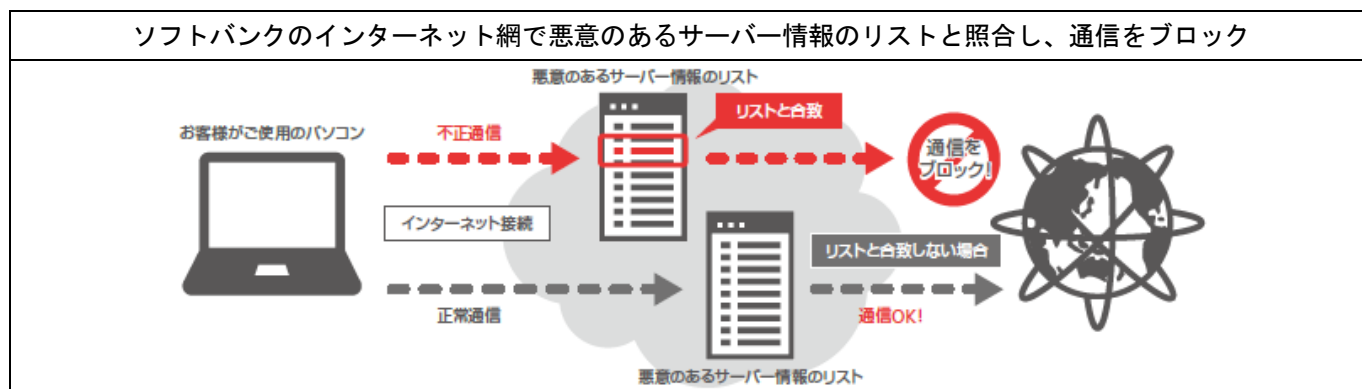 ソフトバンクのインターネット網で悪意のあるサーバー情報のリストと照合し、通信をブロック
悪意のあるサーバー情報のリスト
リストと合致
お客様がご使用のパソコン
不正通信
通信を
ブロック!
インターネット接続
リストと合致しない場合
正常通信
通信OK!
悪意のあるサーバー情報のリスト